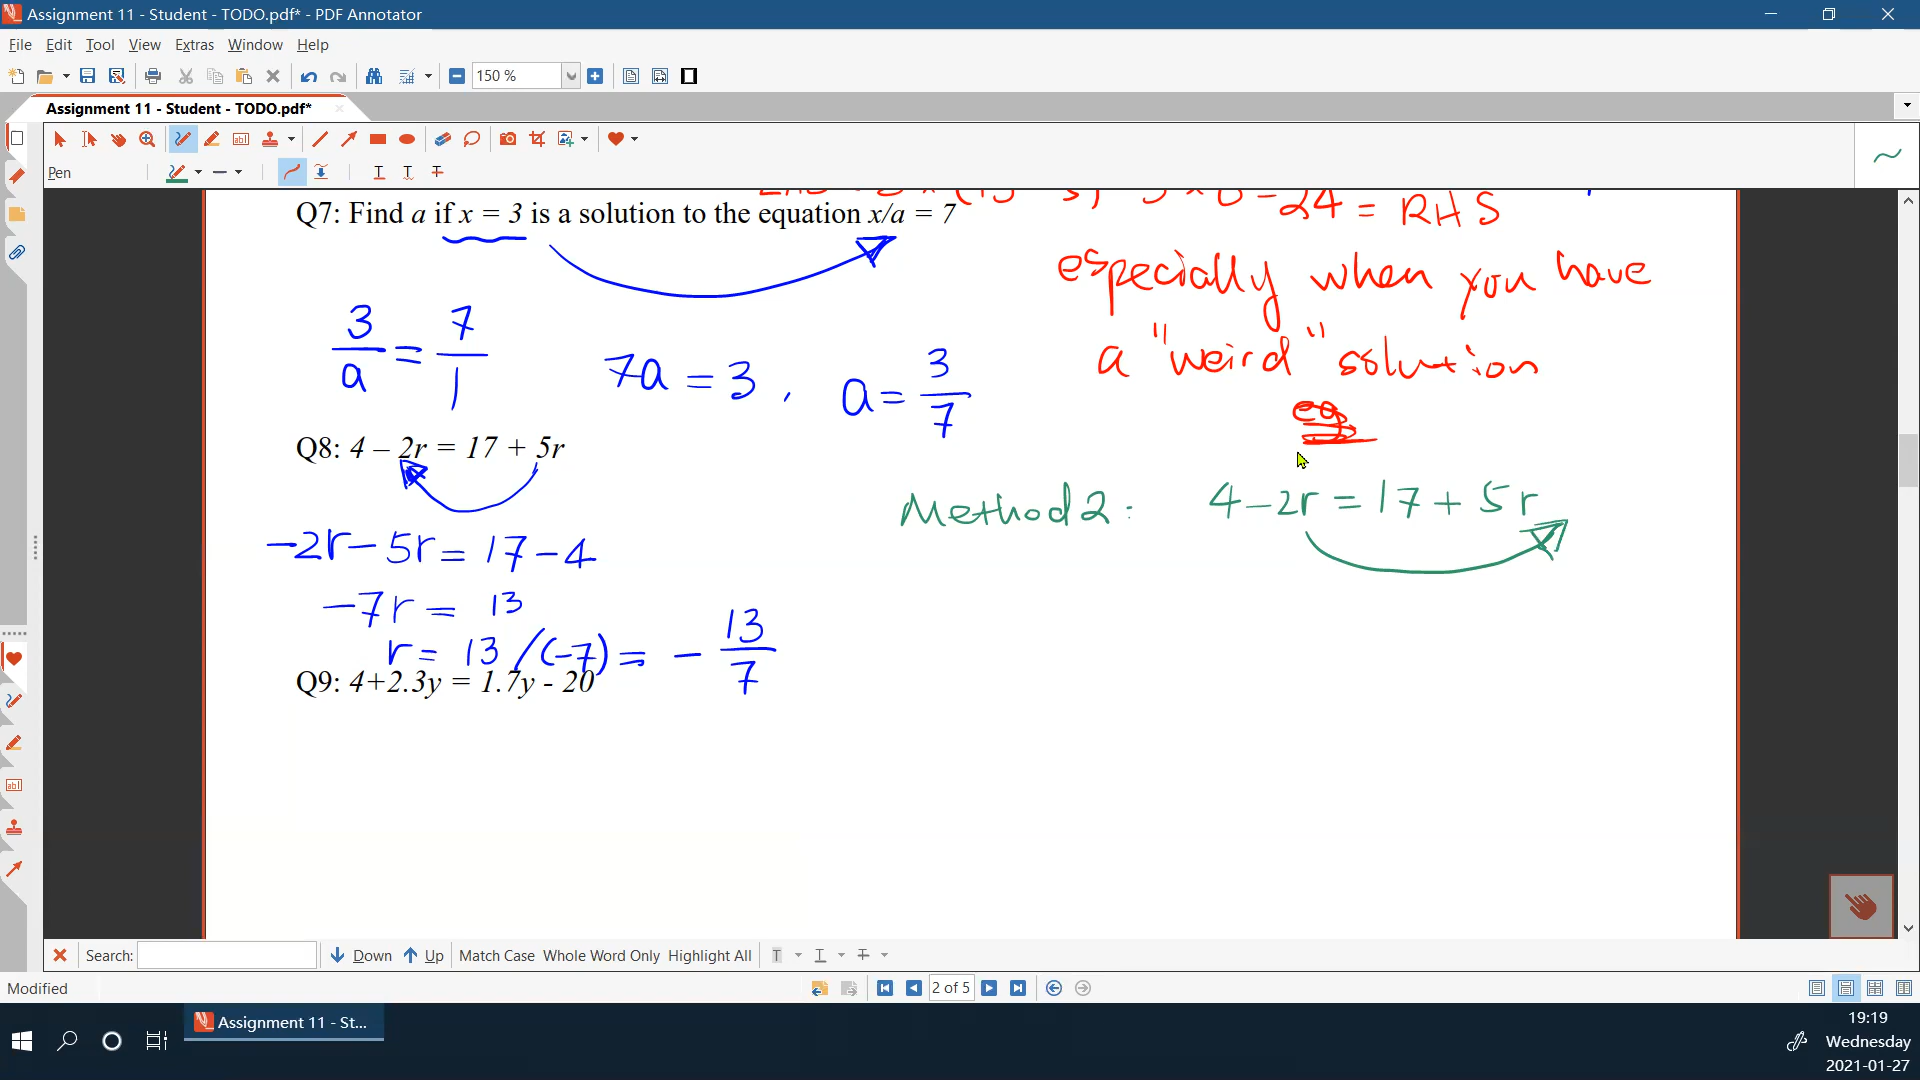 Assignment 11 - Student - TODO.pdf* - PDF Annotator
File Edit Tool View Extras Window Help
150 %
Assignment 11 - Student - TODO.pdf*
Pen
Q7: Find a if x = 3 is a solution to the equation x/a = 7
= 24 = RHS
especially when you have
a "weird" solution
eg
3/a = 7/1 7a = 3, a = 3/7
Q8: 4 – 2r = 17 + 5r
Method 2: 4-2r = 17 + 5r
-2r - 5r = 17 - 4
-7r = 13
r = 13 /(-7) = - 13/7
Q9: 4+2.3y = 1.7y - 20
Search: Down Up Match Case Whole Word Only Highlight All
Modified
2 of 5
Assignment 11 - St...
19:19
Wednesday
2021-01-27